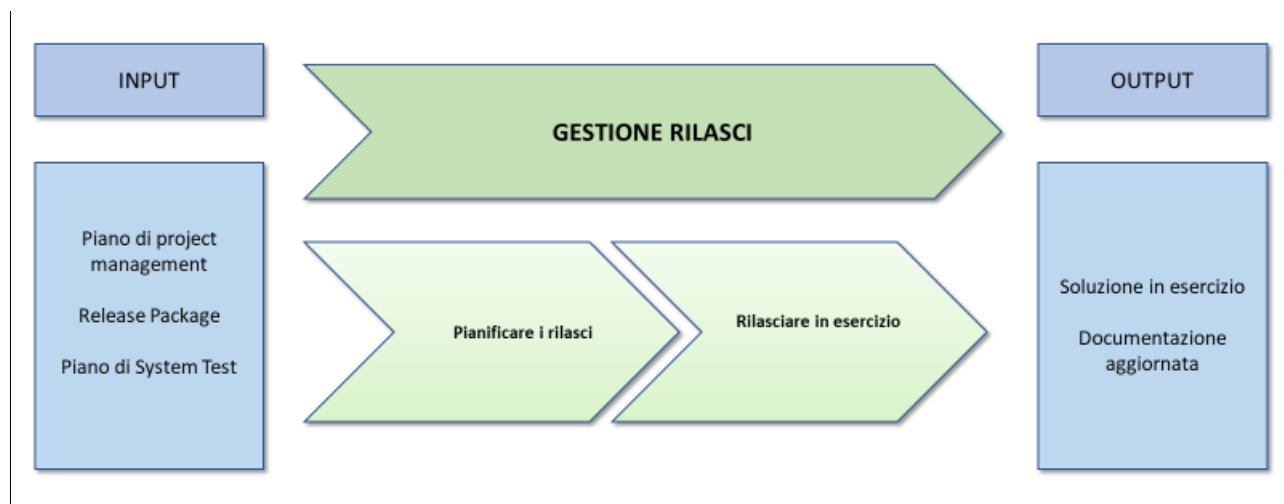 INPUT
GESTIONE RILASCI
OUTPUT
Piano di project
management
Release Package
Piano di System Test
Pianificare i rilasci
Rilasciare in esercizio
Soluzione in esercizio
Documentazione
aggiornata